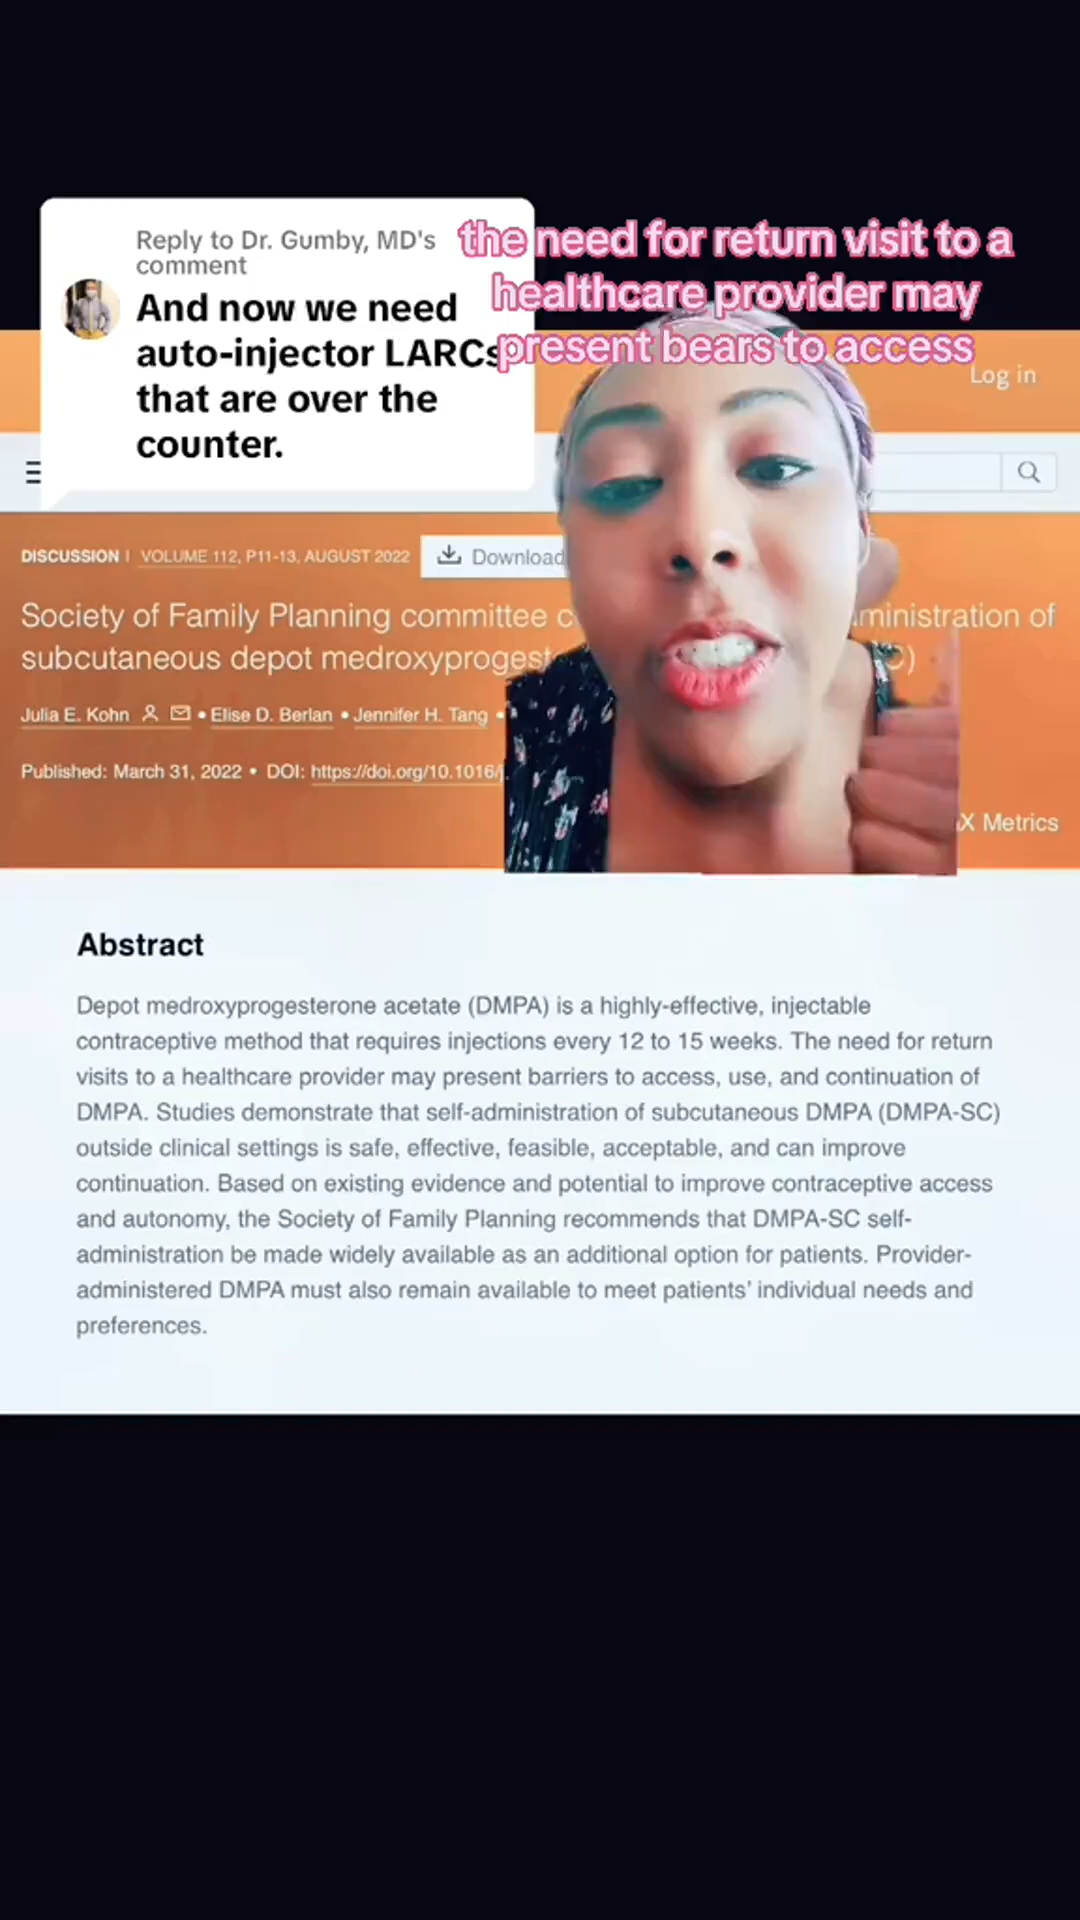 Reply to Dr. Gumby, MD's
comment
And now we need
auto-injector LARCs
that are over the
counter.
the need for return visit to a
healthcare provider may
present bears to access
Log in
DISCUSSION | VOLUME 112, P11-13, AUGUST 2022 Download
Society of Family Planning committee of
subcutaneous depot
Julia E. Kohn • Elise D. Berlan • Jennifer H. Tang •
Published: March 31, 2022 • DOI: https://doi.org/10.1016/j.
X Metrics
Abstract
Depot medroxyprogesterone acetate (DMPA) is a highly-effective, injectable
contraceptive method that requires injections every 12 to 15 weeks. The need for return
visits to a healthcare provider may present barriers to access, use, and continuation of
DMPA. Studies demonstrate that self-administration of subcutaneous DMPA (DMPA-SC)
outside clinical settings is safe, effective, feasible, acceptable, and can improve
continuation. Based on existing evidence and potential to improve contraceptive access
and autonomy, the Society of Family Planning recommends that DMPA-SC self-
administration be made widely available as an additional option for patients. Provider-
administered DMPA must also remain available to meet patients' individual needs and
preferences.